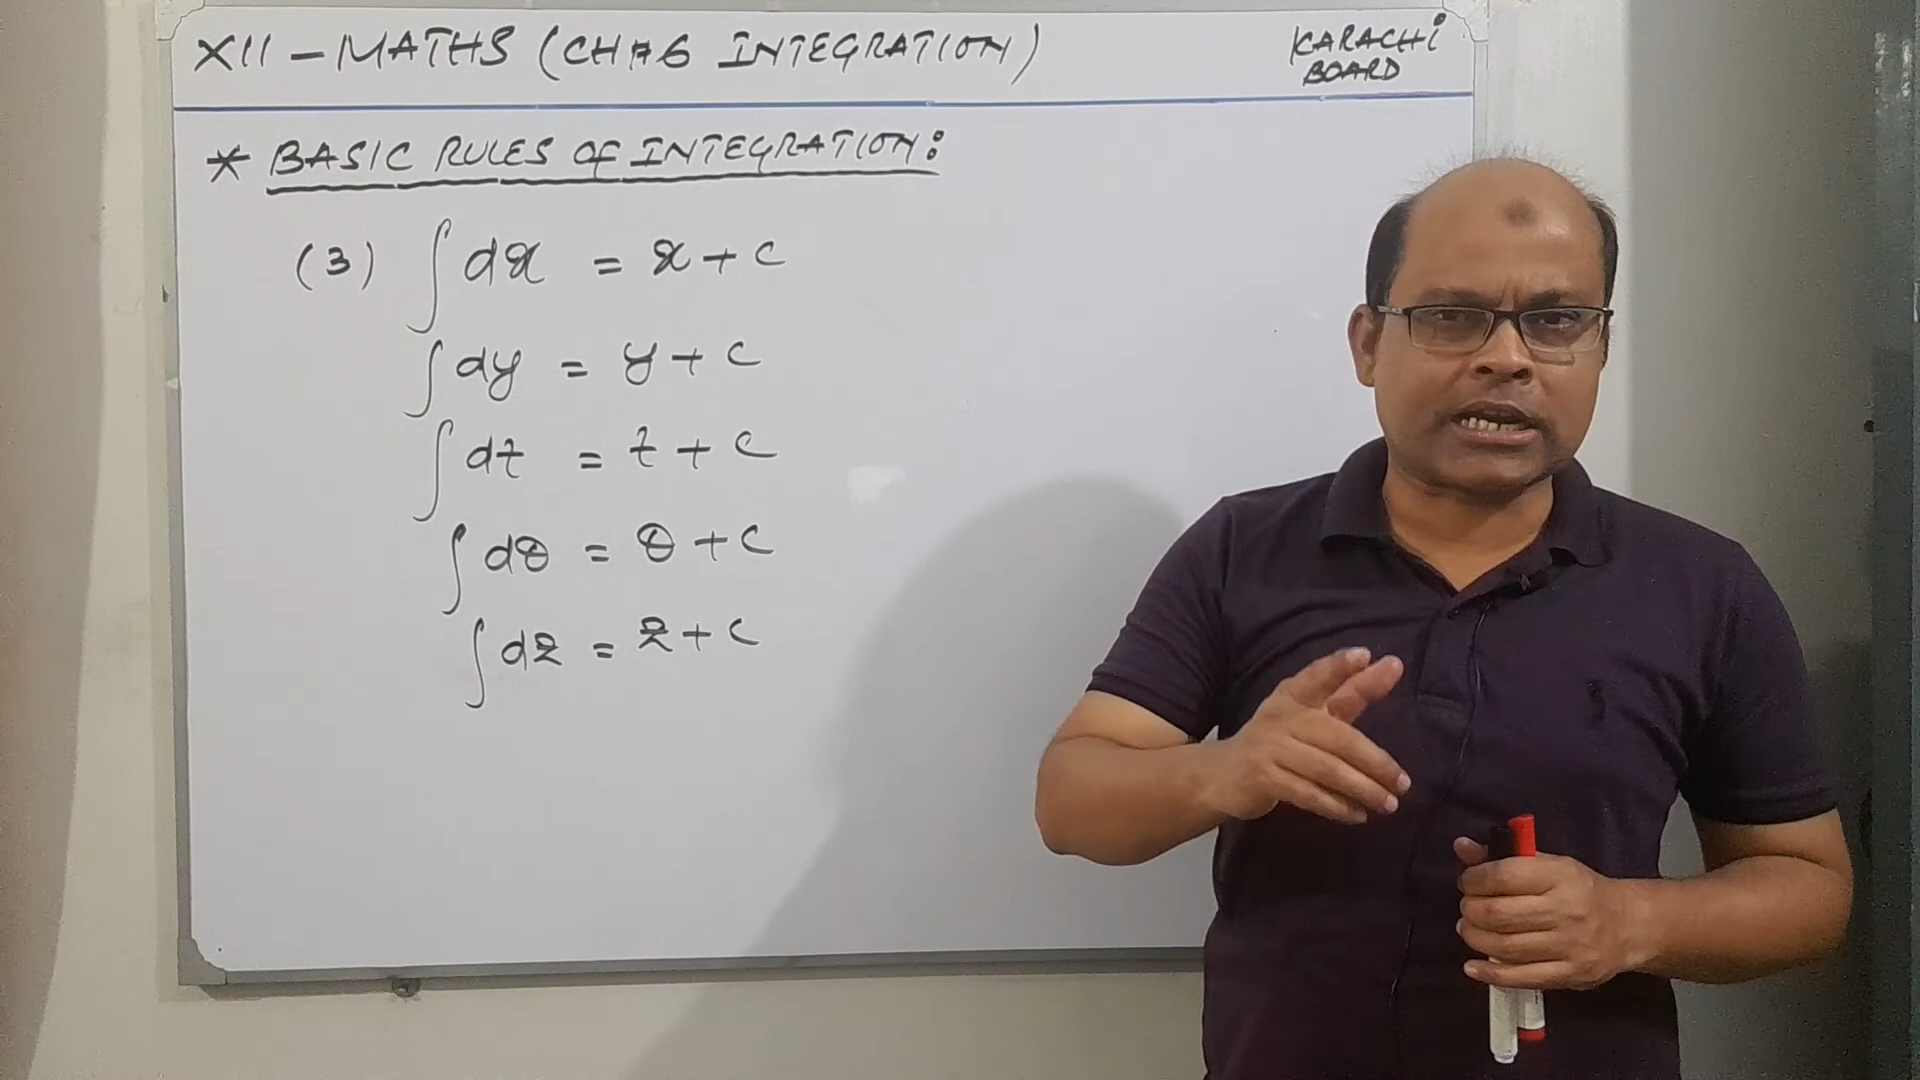 XII - MATHS (CH#6 INTEGRATION)
KARACHi
BOARD
* BASIC RULES OF INTEGRATION:
(3) ∫ dx = x + c
∫ dy = y + c
∫ dt = t + c
∫ dθ = θ + c
∫ dz = z + c